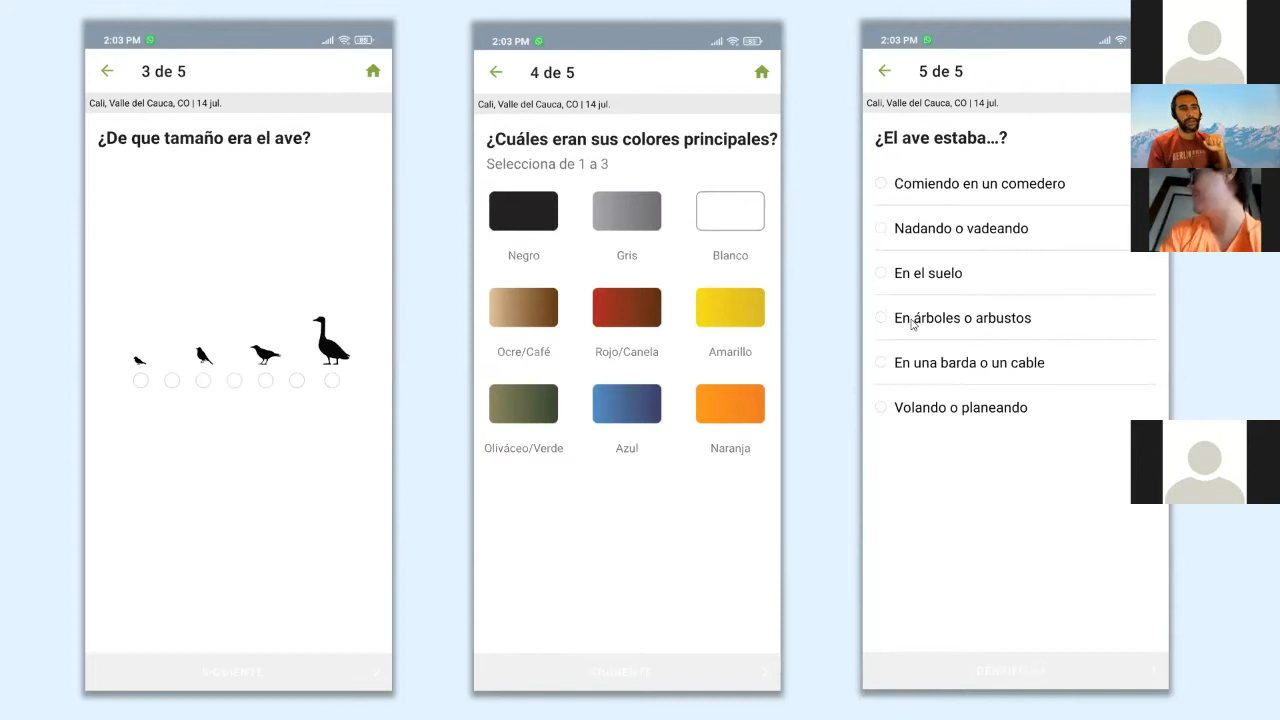 2:03 PM
3 de 5
Cali, Valle del Cauca, CO | 14 jul.
¿De que tamaño era el ave?
SIGUIENTE
2:03 PM
4 de 5
Cali, Valle del Cauca, CO | 14 jul.
¿Cuáles eran sus colores principales?
Selecciona de 1 a 3
Negro
Gris
Blanco
Ocre/Café
Rojo/Canela
Amarillo
Oliváceo/Verde
Azul
Naranja
SIGUIENTE
2:03 PM
5 de 5
Cali, Valle del Cauca, CO | 14 jul.
¿El ave estaba...?
Comiendo en un comedero
Nadando o vadeando
En el suelo
En árboles o arbustos
En una barda o un cable
Volando o planeando
BERLIN